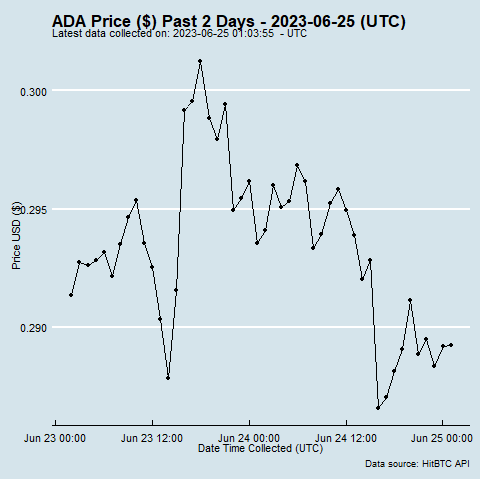 ADA Price ($) Past 2 Days - 2023-06-25 (UTC)
Latest data collected on: 2023-06-25 01:03:55 - UTC
0.300
0.295
0.290
Price USD ($)
Jun 23 00:00 Jun 23 12:00 Jun 24 00:00 Jun 24 12:00 Jun 25 00:00
Date Time Collected (UTC)
Data source: HitBTC API